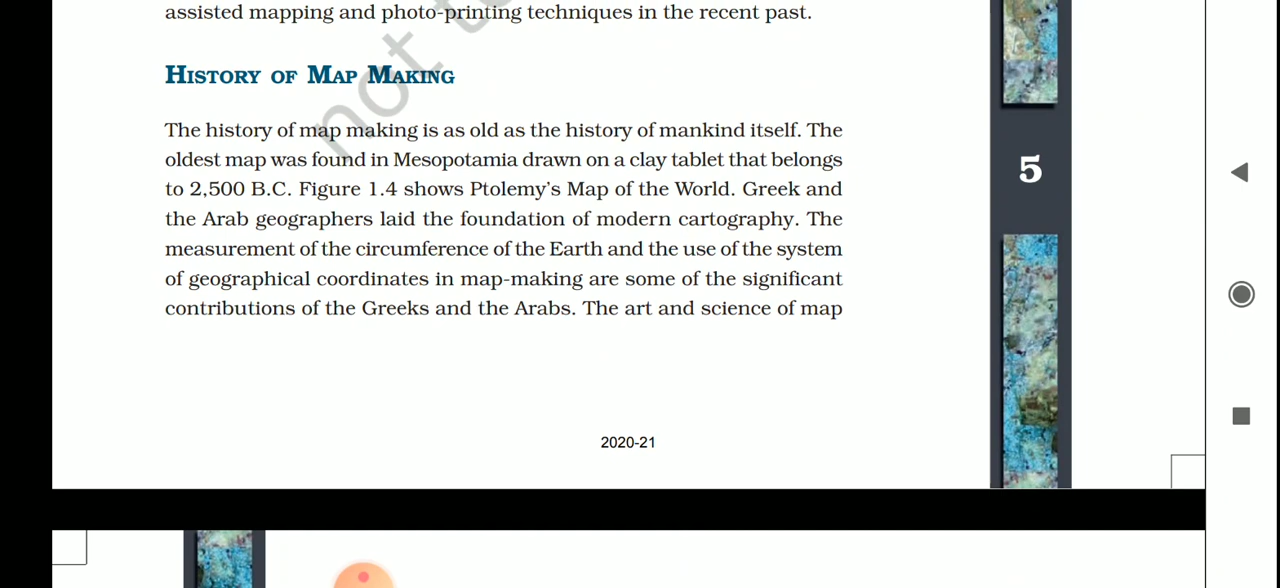 assisted mapping and photo-printing techniques in the recent past.
HISTORY OF MAP MAKING
The history of map making is as old as the history of mankind itself. The
oldest map was found in Mesopotamia drawn on a clay tablet that belongs
to 2,500 B.C. Figure 1.4 shows Ptolemy’s Map of the World. Greek and
the Arab geographers laid the foundation of modern cartography. The
measurement of the circumference of the Earth and the use of the system
of geographical coordinates in map-making are some of the significant
contributions of the Greeks and the Arabs. The art and science of map
5
2020-21
not to